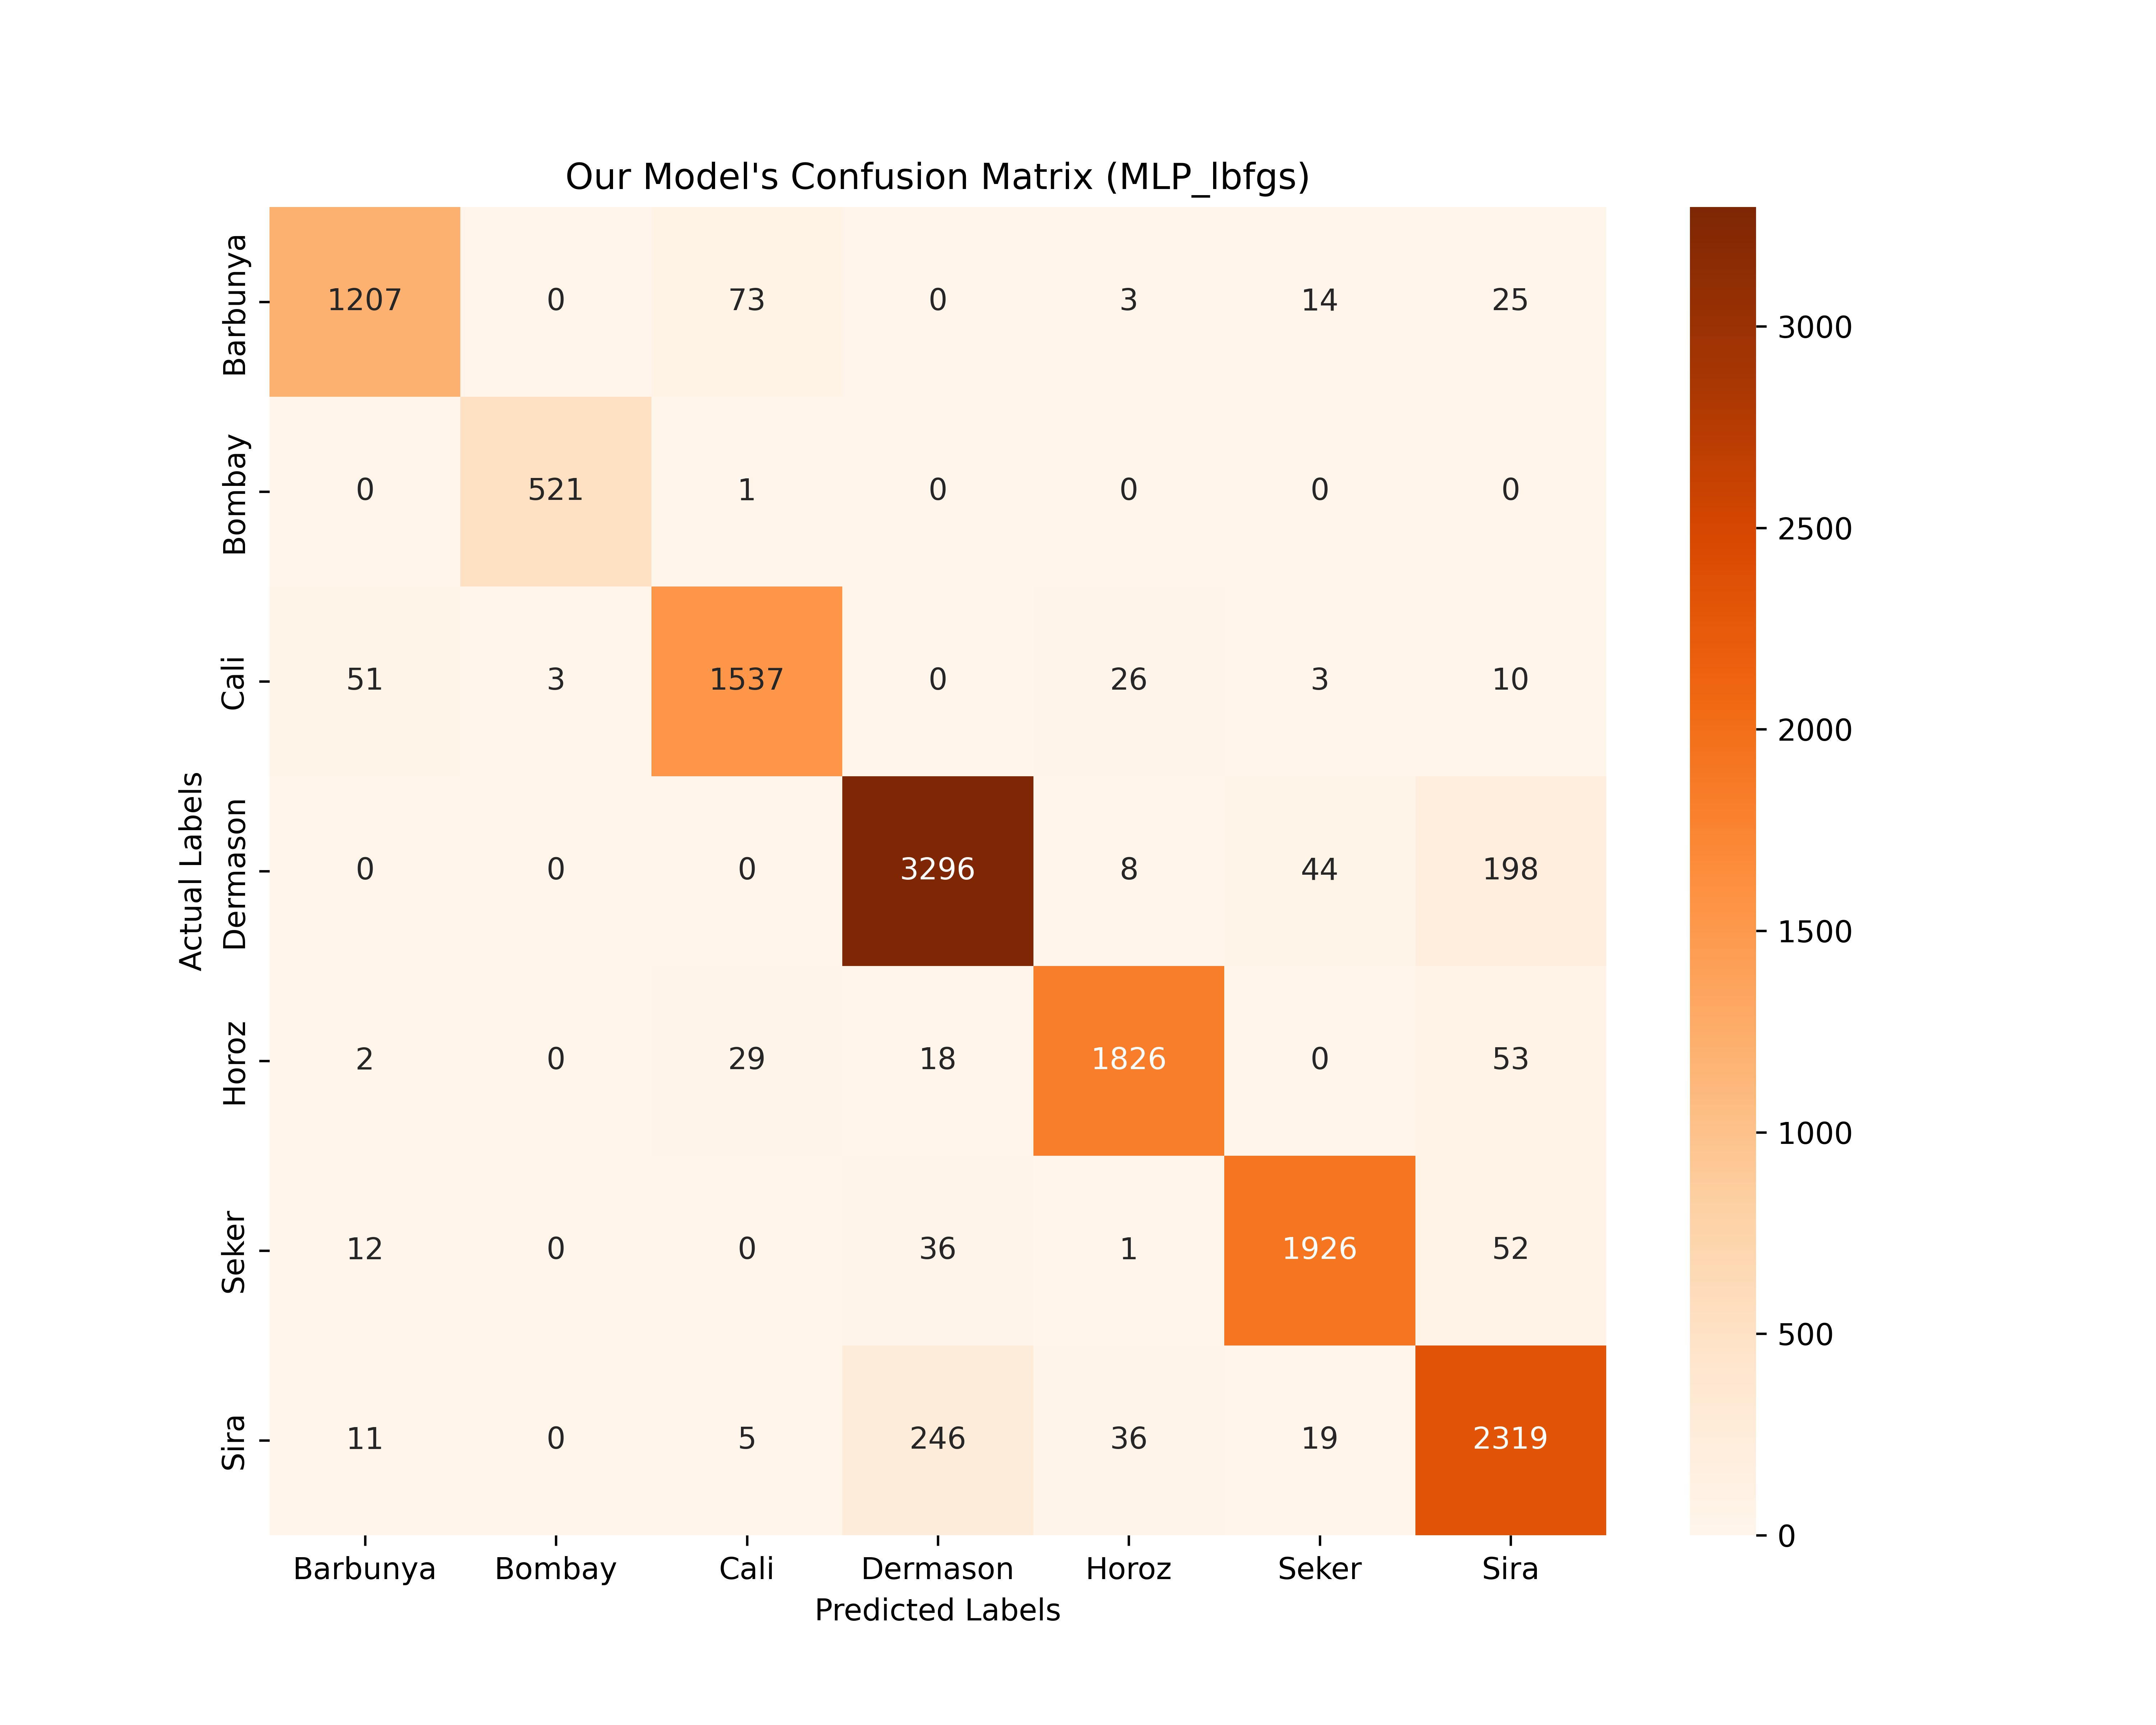 Our Model's Confusion Matrix (MLP_lbfgs)
Actual Labels
Barbunya 1207 0 73 0 3 14 25
Bombay 0 521 1 0 0 0 0
Cali 51 3 1537 0 26 3 10
Dermason 0 0 0 3296 8 44 198
Horoz 2 0 29 18 1826 0 53
Seker 12 0 0 36 1 1926 52
Sira 11 0 5 246 36 19 2319
Barbunya Bombay Cali Dermason Horoz Seker Sira
Predicted Labels
3000
2500
2000
1500
1000
500
0